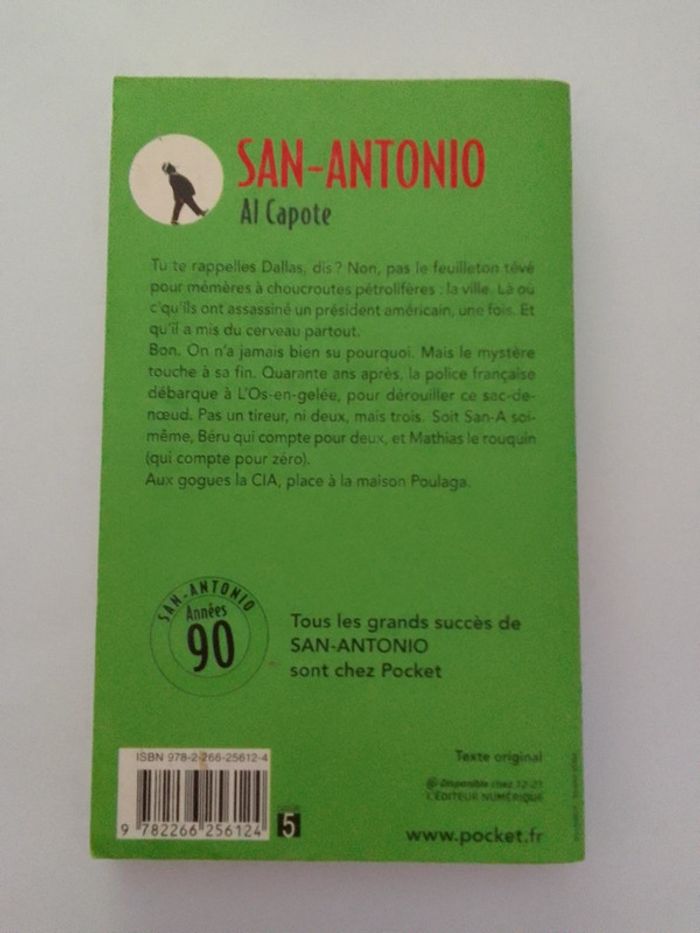 SAN-ANTONIO
Al Capote
Tu te rappelles Dallas, dis ? Non, pas le feuilleton tévé
pour mémères à choucroutes pétrolifères : la ville. Là où
c'qu'ils ont assassiné un président américain, une fois. Et
qu'il a mis du cerveau partout.
Bon. On n'a jamais bien su pourquoi. Mais le mystère
touche à sa fin. Quarante ans après, la police française
débarque à L'Os-en-gelée, pour dérouiller ce sac-de-
nœud. Pas un tireur, ni deux, mais trois. Soit San-A soi-
même, Béru qui compte pour deux, et Mathias le rouquin
(qui compte pour zéro).
Aux gogues la CIA, place à la maison Poulaga.
SAN-ANTONIO
Années
90
Tous les grands succès de
SAN-ANTONIO
sont chez Pocket
ISBN 978-2-266-25612-4
9 782266 256124
5
Texte original
Disponible chez 12-21
L'ÉDITEUR NUMÉRIQUE
www.pocket.fr